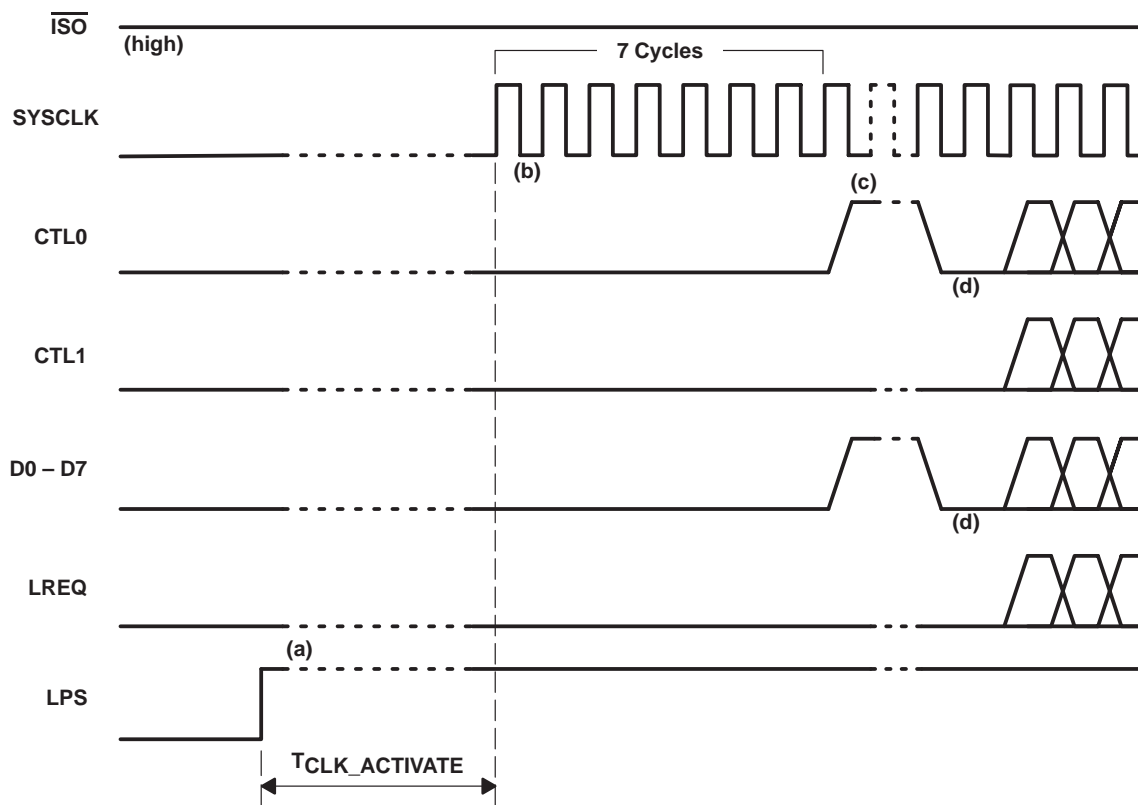 ISO
(high)
7 Cycles
SYSCLK
(b)
(c)
CTL0
(d)
CTL1
D0 – D7
(d)
LREQ
(a)
LPS
TCLK_ACTIVATE